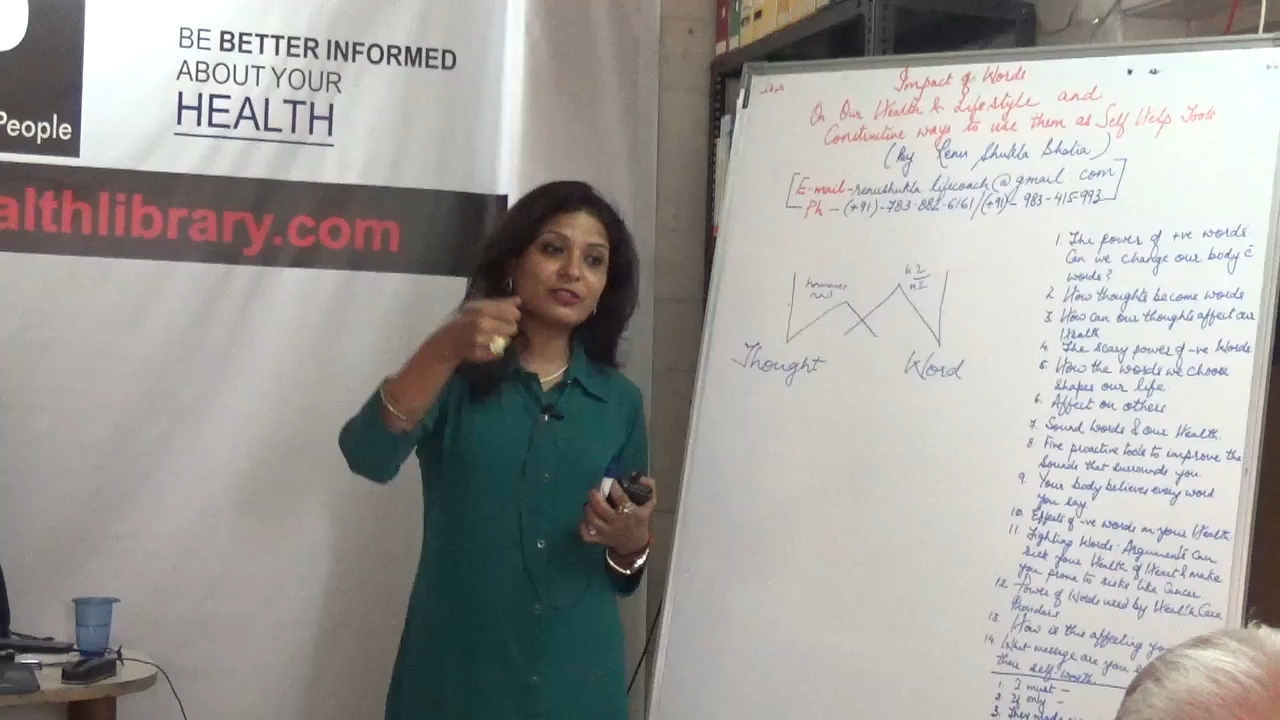 BE BETTER INFORMED
ABOUT YOUR
HEALTH
People
althlibrary.com
Impact of Words
On Our Health & Lifestyle and
Constructive ways to use them as Self Help Tools
(By Renu Shukla Bhatia)
[E-mail-renushukla.lifecoach@gmail.com
Ph - (+91)-783-882-6161/(+91)- 983-415-993]
hammer
nail
Thought
Word
1. The power of +ve words.
Can we change our body c̄
words?
2. How thoughts become words
3. How can our thoughts affect our
Health.
4. The scary power of -ve Words
5. How the words we choose
shapes our life.
6. Affect on others
7. Sound Words & our Health.
8. Five proactive tools to improve the
Sounds that surrounds you.
9. Your body believes every word
you say.
10. Effects of -ve words on your Health.
11. Fighting Words - Arguments can
sick your Health of Heart & make
you prone to risks like Cancer
12. Power of Words used by Health Care
Providers
13. How is this affecting yo
14. What message are you
their self-worth.
1. I must -
2. If only -
3. They made